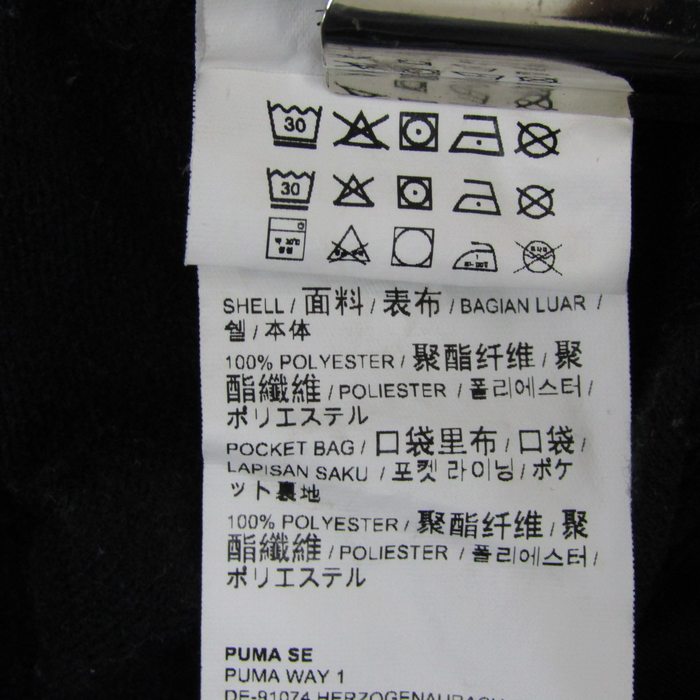 30
30
SHELL / 面料 / 表布 / BAGIAN LUAR /
쉘 / 本体
100% POLYESTER / 聚酯纤维 / 聚
酯纖維 / POLIESTER / 폴리에스터 /
ポリエステル
POCKET BAG / 口袋里布 / 口袋 /
LAPISAN SAKU / 포켓 라이닝 / ポケ
ット裏地
100% POLYESTER / 聚酯纤维 / 聚
酯纖維 / POLIESTER / 폴리에스터 /
ポリエステル
PUMA SE
PUMA WAY 1
DE-91074 HERZOGENAURACH